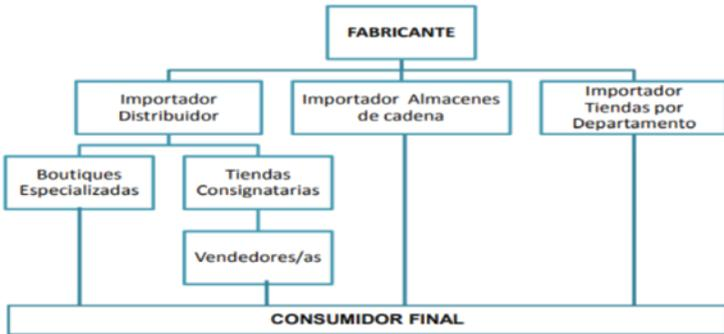 FABRICANTE
Importador
Distribuidor
Importador Almacenes
de cadena
Importador
Tiendas por
Departamento
Boutiques
Especializadas
Tiendas
Consignatarias
Vendedores/as
CONSUMIDOR FINAL